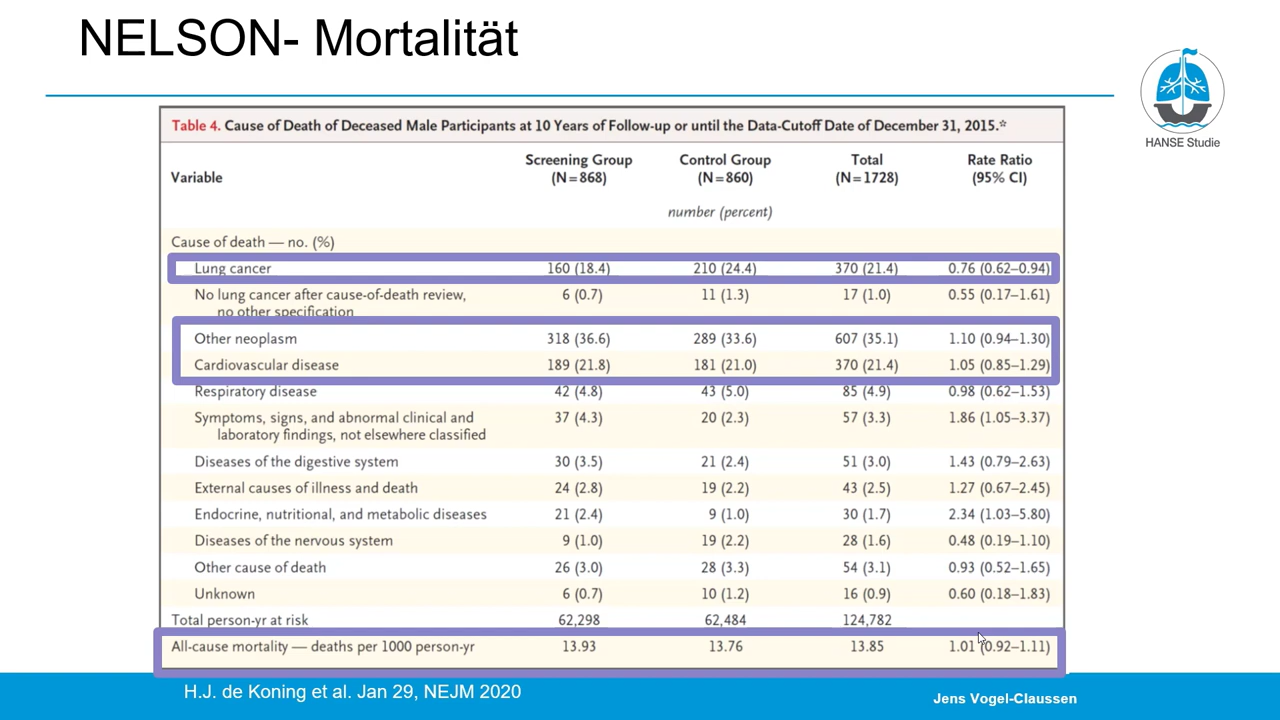 NELSON- Mortalität
HANSE Studie
Table 4. Cause of Death of Deceased Male Participants at 10 Years of Follow-up or until the Data-Cutoff Date of December 31, 2015.*
Variable Screening Group (N=868) Control Group (N=860) Total (N=1728) Rate Ratio (95% CI)
number (percent)
Cause of death — no. (%)
Lung cancer 160 (18.4) 210 (24.4) 370 (21.4) 0.76 (0.62–0.94)
No lung cancer after cause-of-death review, 6 (0.7) 11 (1.3) 17 (1.0) 0.55 (0.17–1.61)
no other specification
Other neoplasm 318 (36.6) 289 (33.6) 607 (35.1) 1.10 (0.94–1.30)
Cardiovascular disease 189 (21.8) 181 (21.0) 370 (21.4) 1.05 (0.85–1.29)
Respiratory disease 42 (4.8) 43 (5.0) 85 (4.9) 0.98 (0.62–1.53)
Symptoms, signs, and abnormal clinical and 37 (4.3) 20 (2.3) 57 (3.3) 1.86 (1.05–3.37)
laboratory findings, not elsewhere classified
Diseases of the digestive system 30 (3.5) 21 (2.4) 51 (3.0) 1.43 (0.79–2.63)
External causes of illness and death 24 (2.8) 19 (2.2) 43 (2.5) 1.27 (0.67–2.45)
Endocrine, nutritional, and metabolic diseases 21 (2.4) 9 (1.0) 30 (1.7) 2.34 (1.03–5.80)
Diseases of the nervous system 9 (1.0) 19 (2.2) 28 (1.6) 0.48 (0.19–1.10)
Other cause of death 26 (3.0) 28 (3.3) 54 (3.1) 0.93 (0.52–1.65)
Unknown 6 (0.7) 10 (1.2) 16 (0.9) 0.60 (0.18–1.83)
Total person-yr at risk 62,298 62,484 124,782
All-cause mortality — deaths per 1000 person-yr 13.93 13.76 13.85 1.01 (0.92–1.11)
H.J. de Koning et al. Jan 29, NEJM 2020
Jens Vogel-Claussen